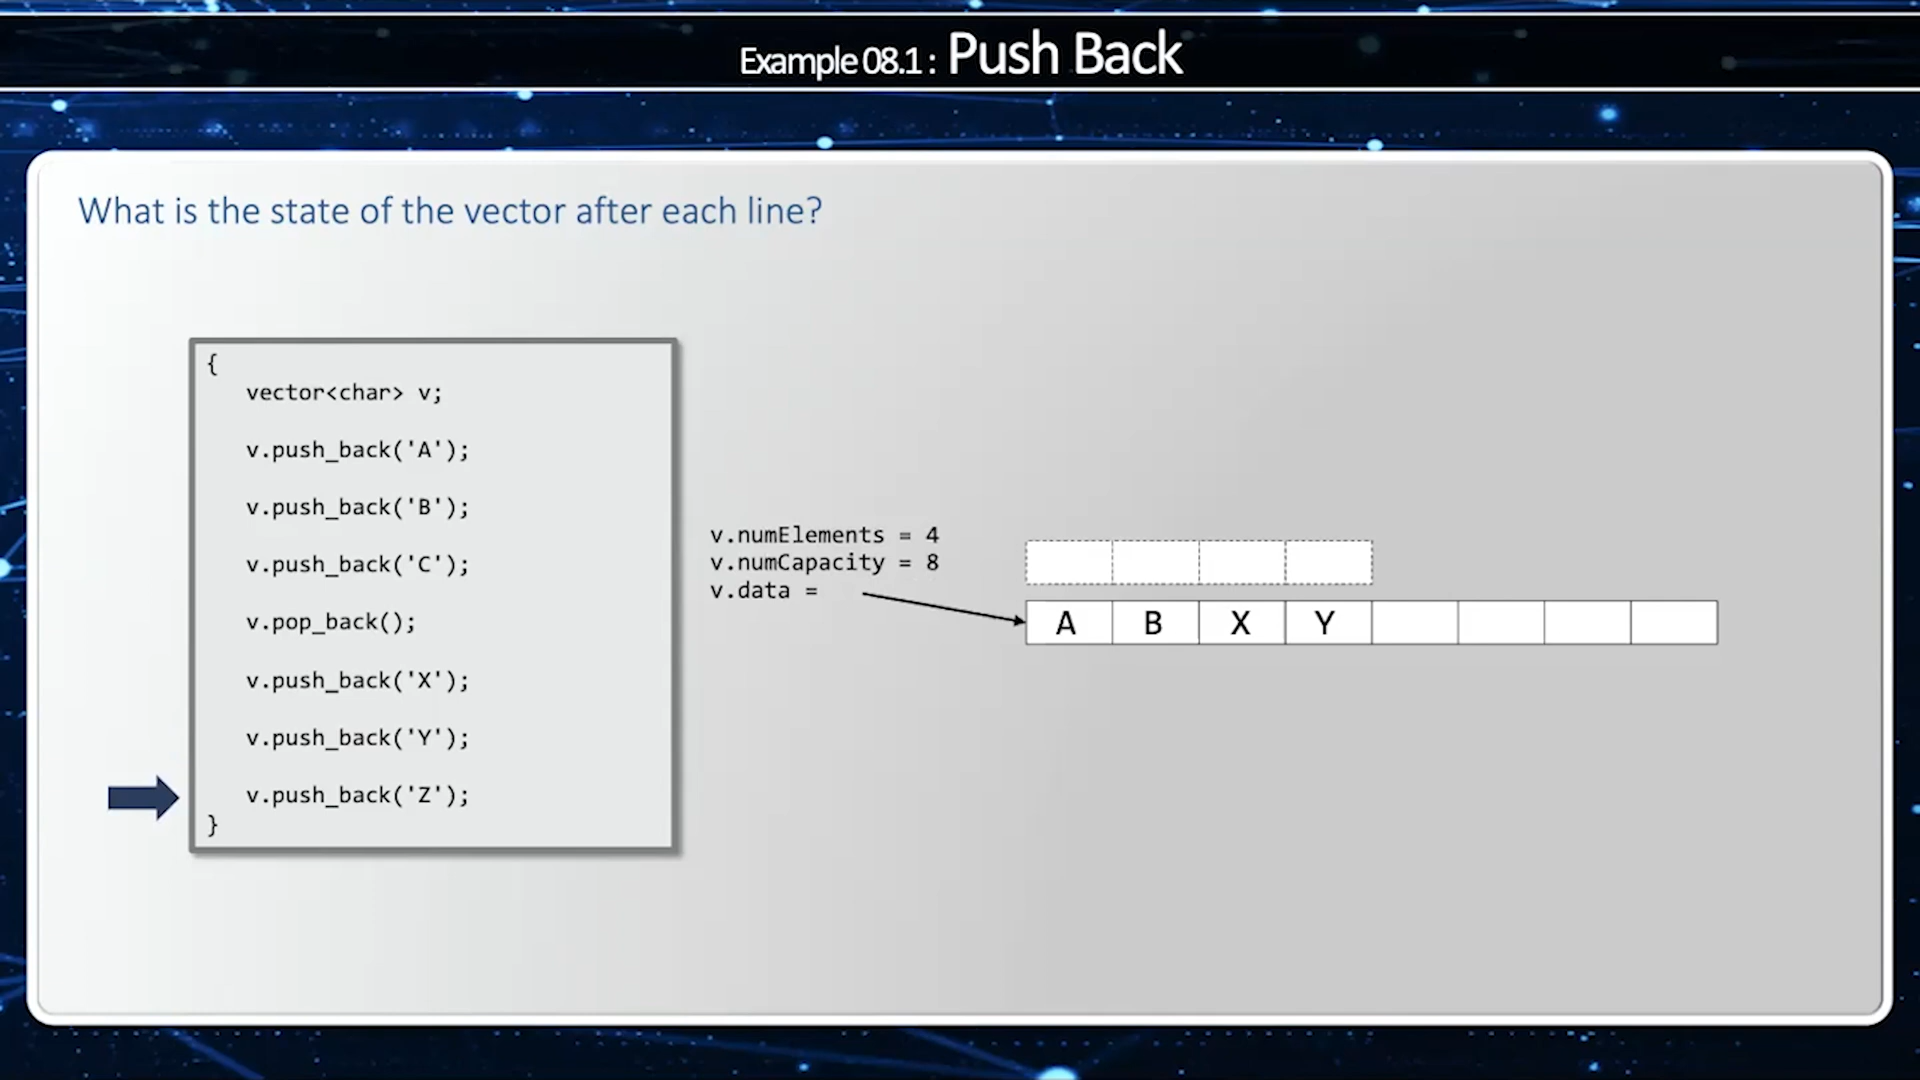 Example 08.1 : Push Back
What is the state of the vector after each line?
{
vector<char> v;
v.push_back('A');
v.push_back('B');
v.push_back('C');
v.pop_back();
v.push_back('X');
v.push_back('Y');
v.push_back('Z');
}
v.numElements = 4
v.numCapacity = 8
v.data =
A B X Y